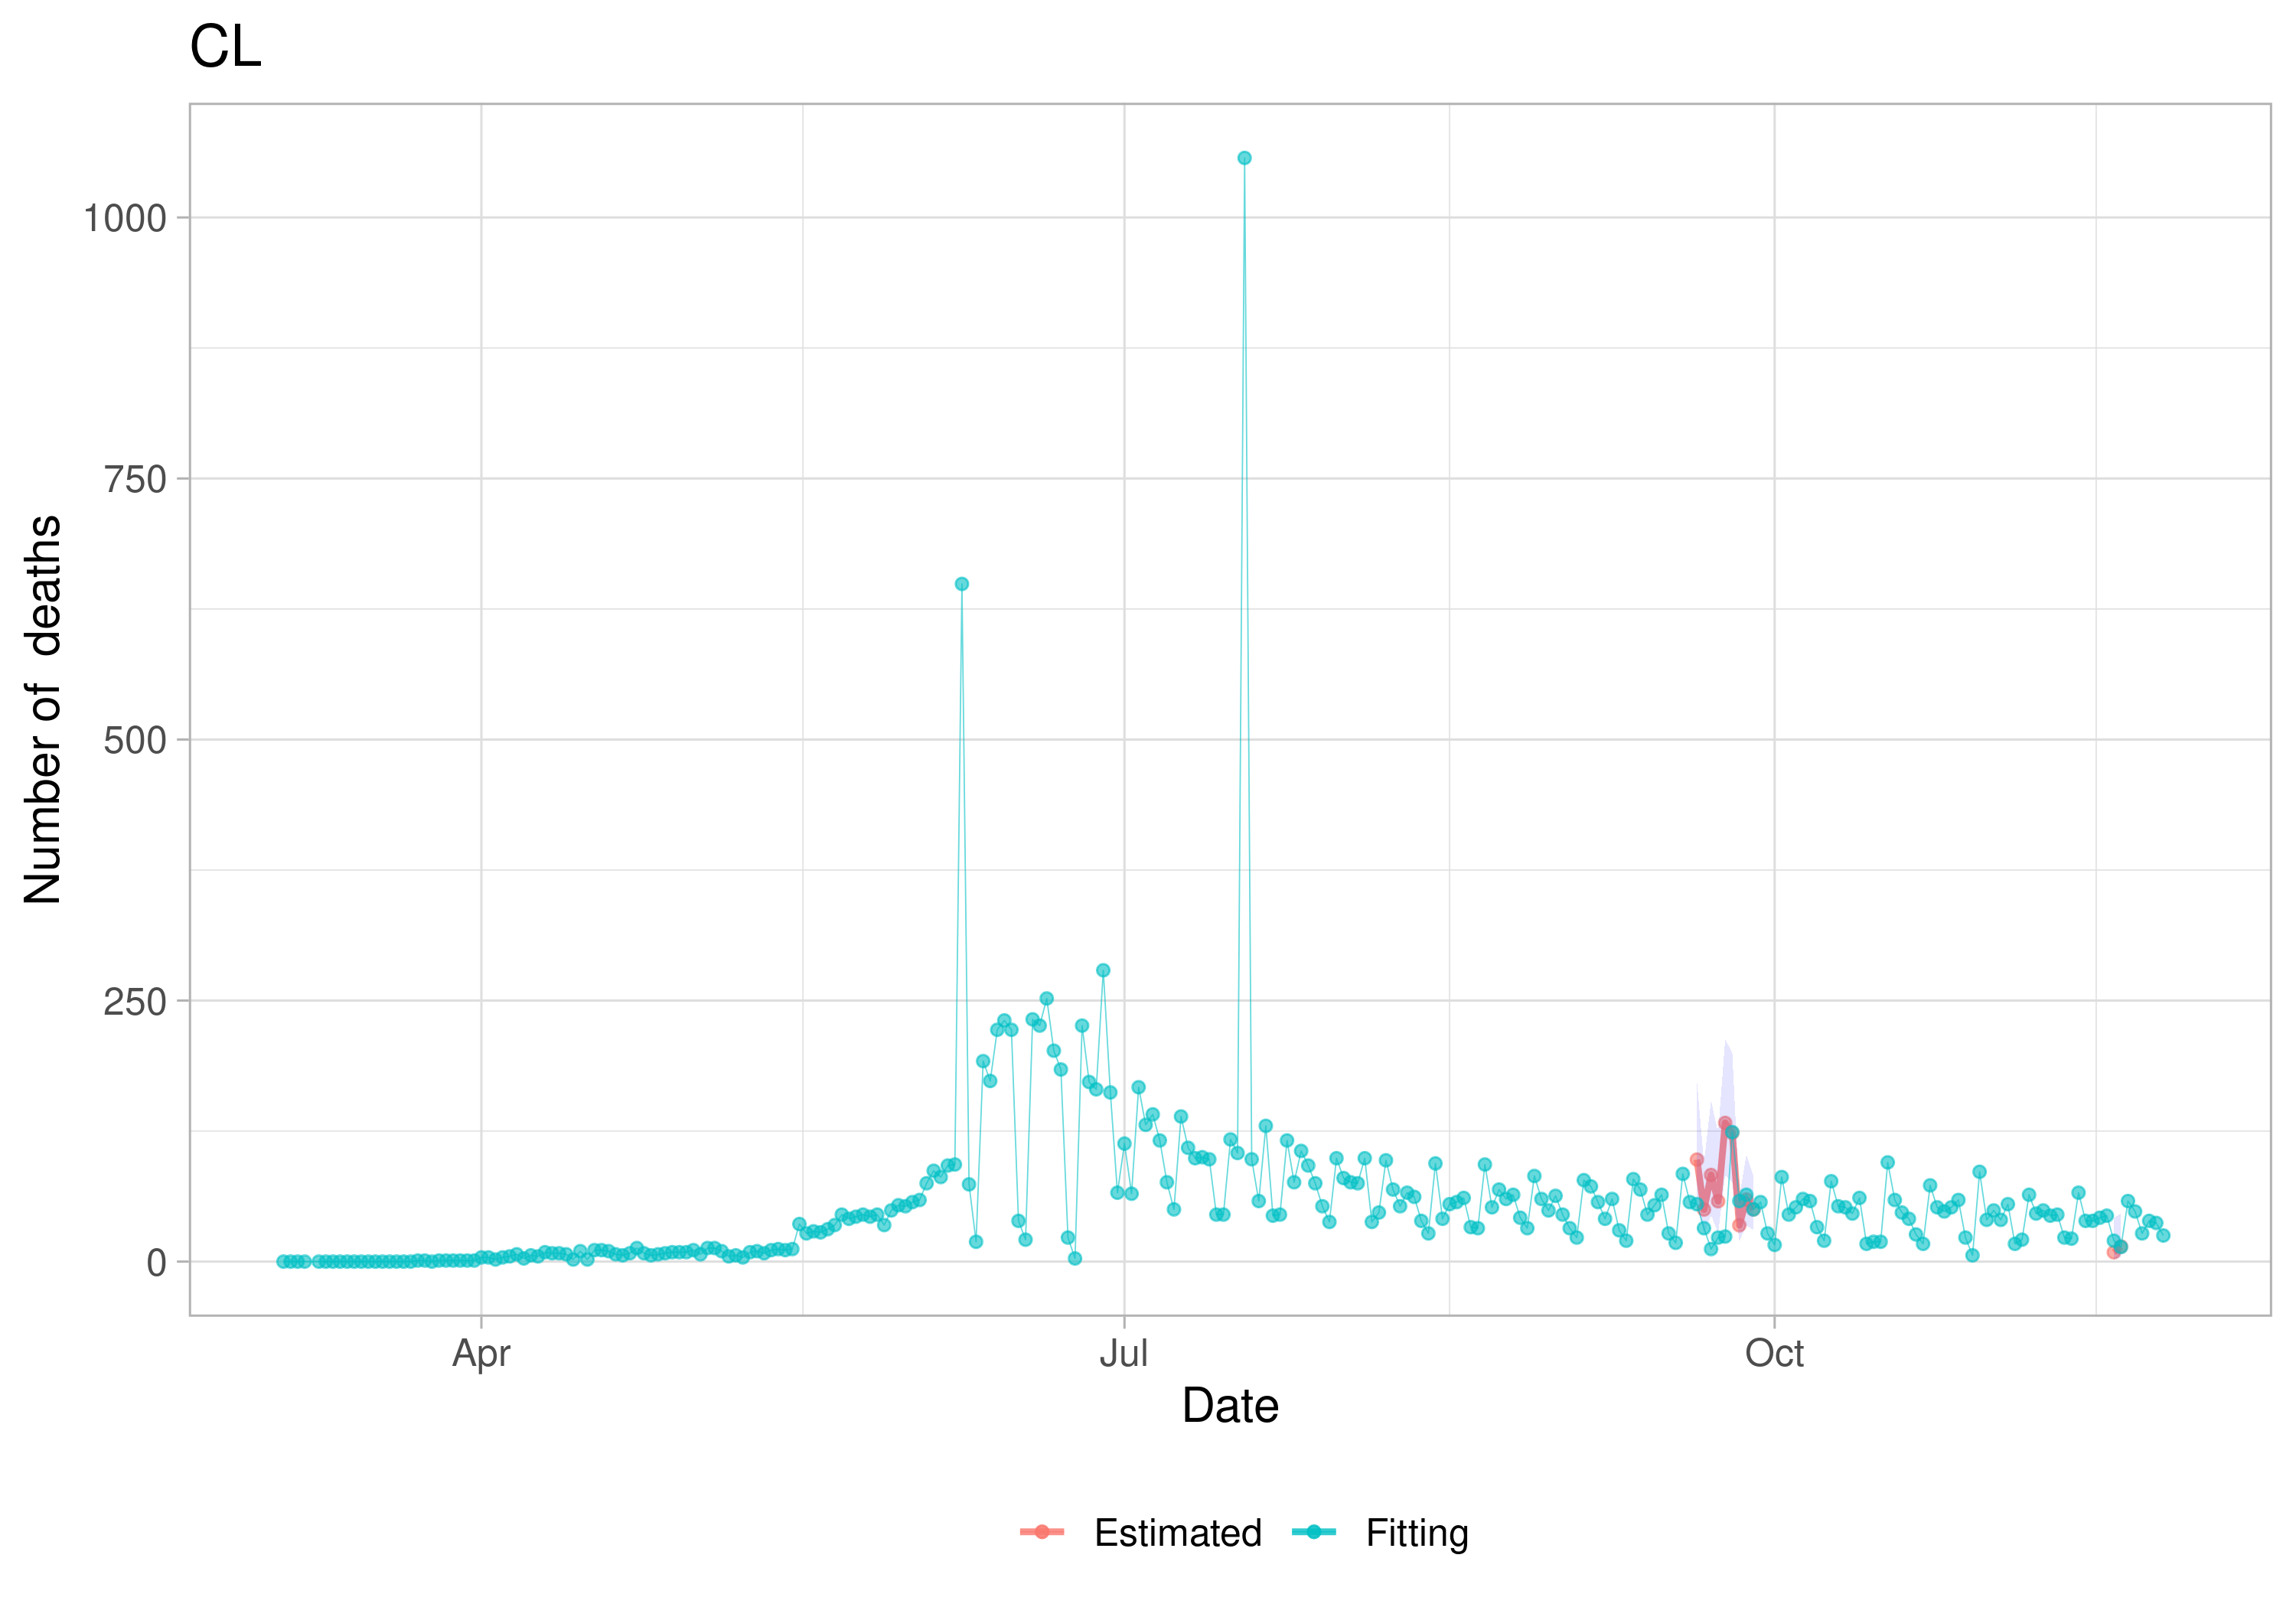 CL
1000
750
500
250
0
Number of  deaths
Apr
Jul
Oct
Date
Estimated
Fitting